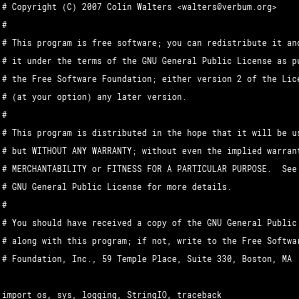 # Copyright (C) 2007 Colin Walters <walters@verbum.org>
#
# This program is free software; you can redistribute it and
# it under the terms of the GNU General Public License as pu
# the Free Software Foundation; either version 2 of the Lice
# (at your option) any later version.
#
# This program is distributed in the hope that it will be us
# but WITHOUT ANY WARRANTY; without even the implied warrant
# MERCHANTABILITY or FITNESS FOR A PARTICULAR PURPOSE.  See
# GNU General Public License for more details.
#
# You should have received a copy of the GNU General Public
# along with this program; if not, write to the Free Softwar
# Foundation, Inc., 59 Temple Place, Suite 330, Boston, MA
import os, sys, logging, StringIO, traceback